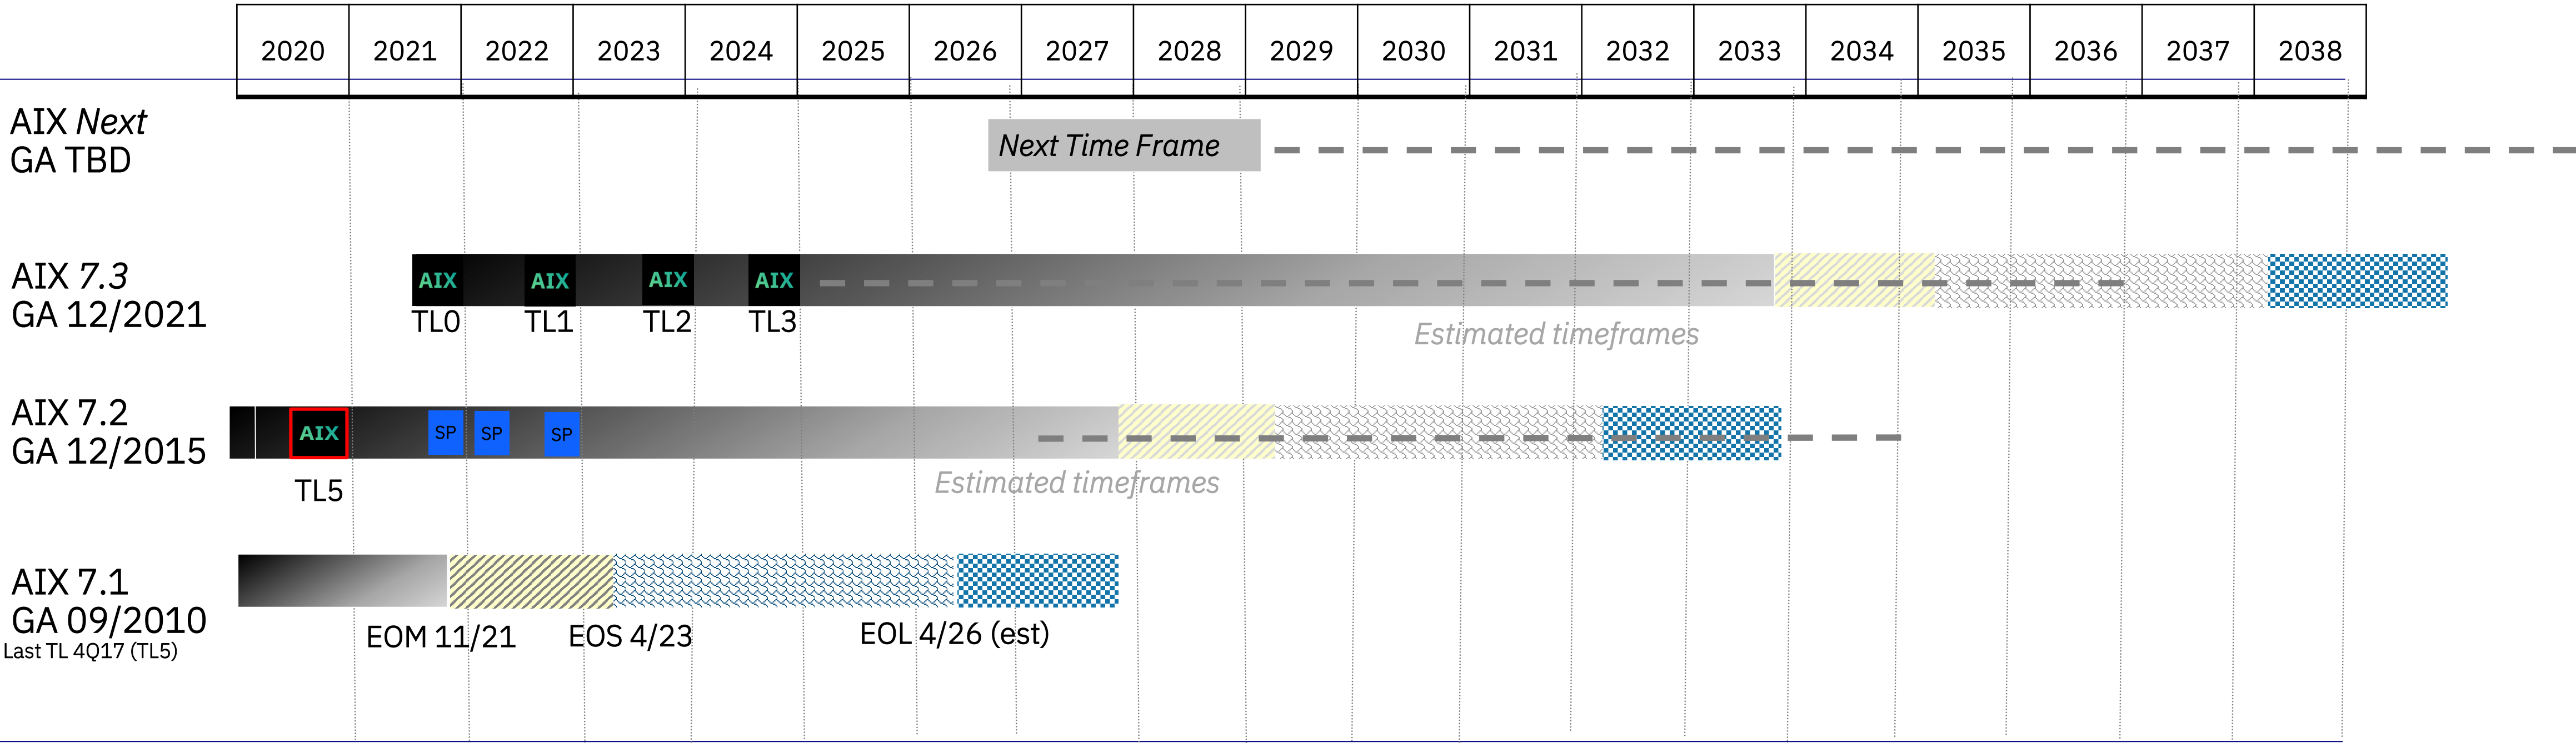 2020 2021 2022 2023 2024 2025 2026 2027 2028 2029 2030 2031 2032 2033 2034 2035 2036 2037 2038
AIX Next
GA TBD
Next Time Frame
AIX 7.3
GA 12/2021
AIX AIX AIX AIX
TL0 TL1 TL2 TL3
Estimated timeframes
AIX 7.2
GA 12/2015
AIX SP SP SP
TL5
Estimated timeframes
AIX 7.1
GA 09/2010
Last TL 4Q17 (TL5)
EOM 11/21 EOS 4/23 EOL 4/26 (est)